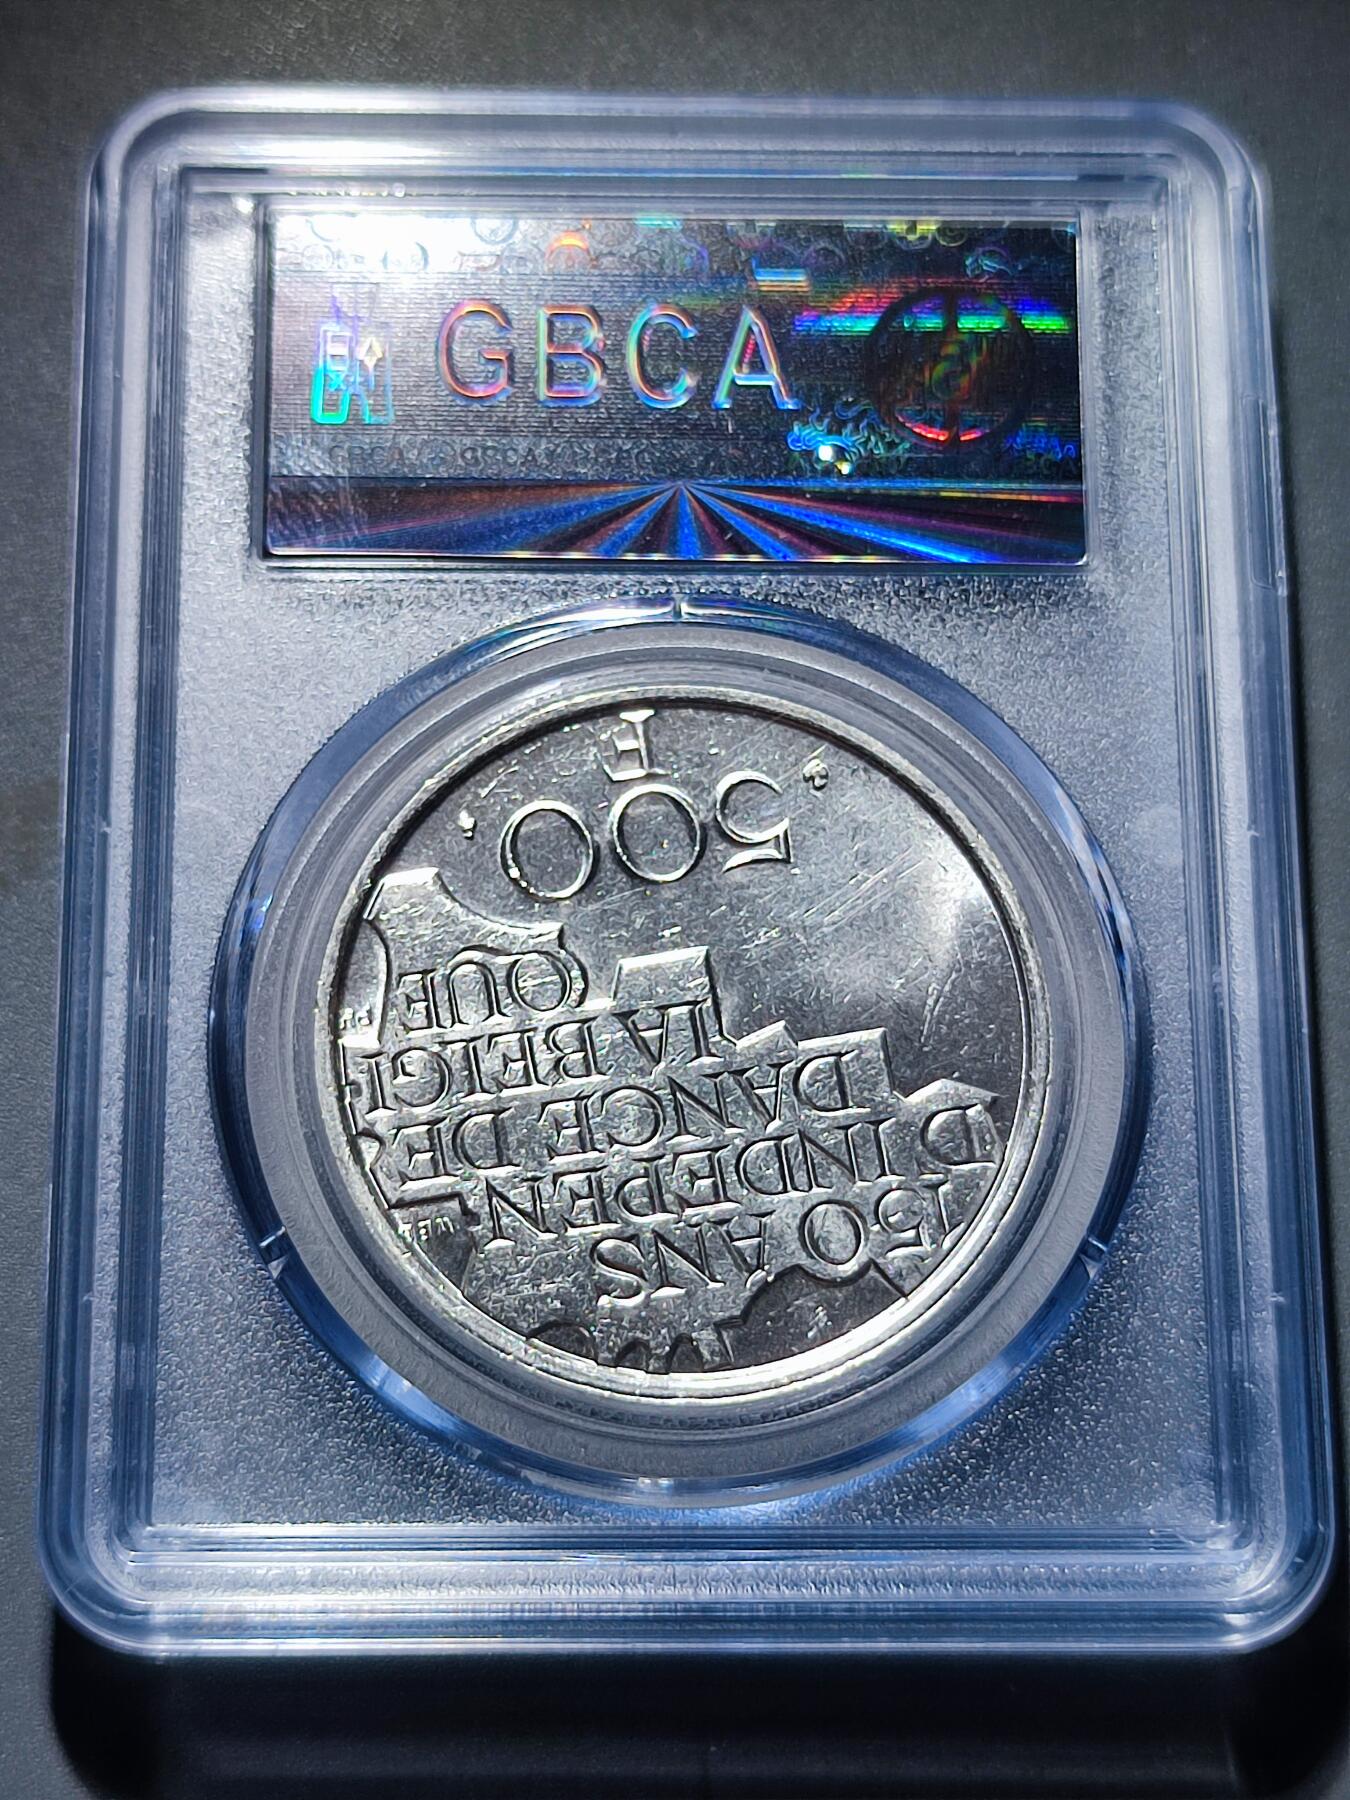 GBCA
150 ANS
D'INDEPEN
DANCE DE
LA BELGI
QUE
500
F